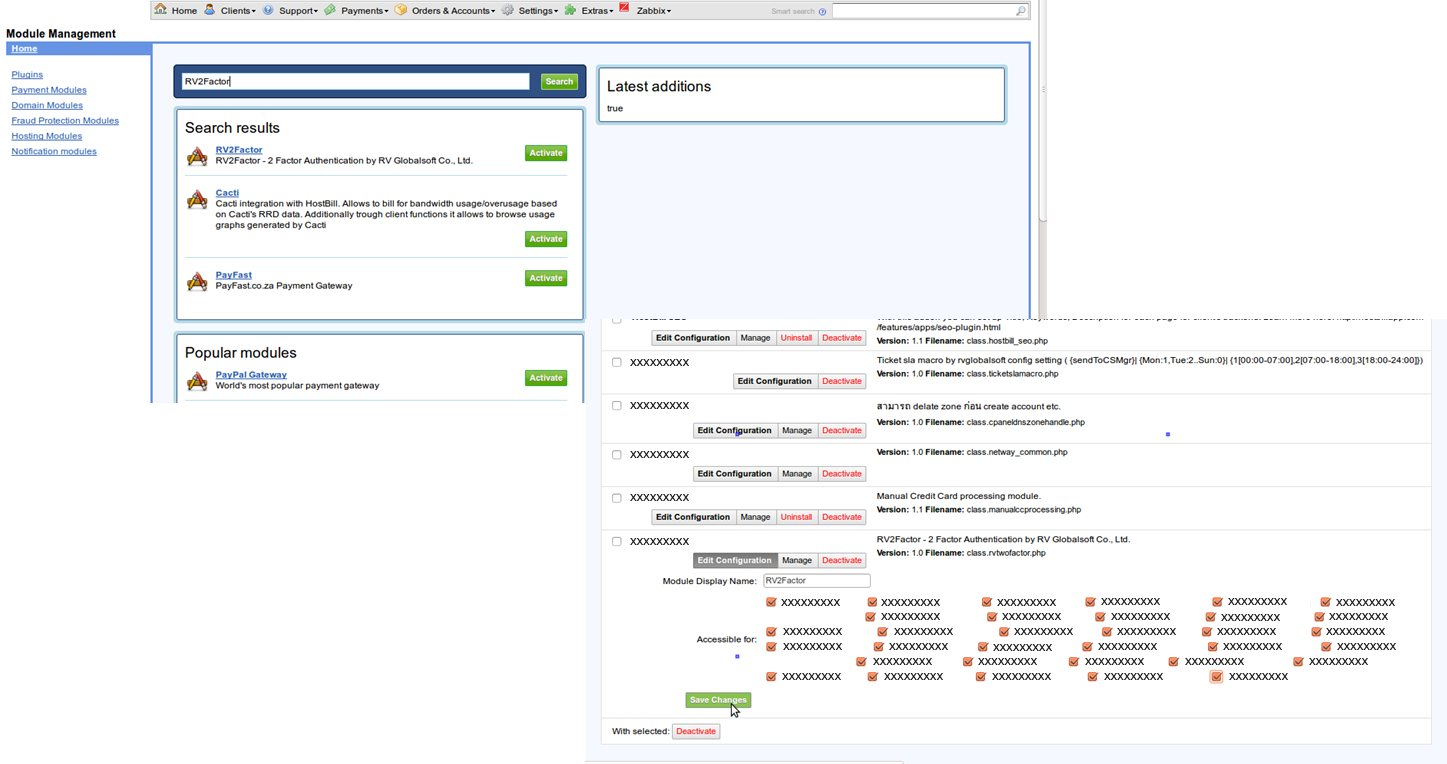 Home Clients Support Payments Orders & Accounts Settings Extras Zabbix Smart search
Module Management
Home
Plugins
Payment Modules
Domain Modules
Fraud Protection Modules
Hosting Modules
Notification modules
RV2Factor Search
Search results
RV2Factor
RV2Factor - 2 Factor Authentication by RV Globalsoft Co., Ltd.
Activate
Cacti
Cacti integration with HostBill. Allows to bill for bandwidth usage/overusage based
on Cacti's RRD data. Additionally trough client functions it allows to browse usage
graphs generated by Cacti
Activate
PayFast
PayFast.co.za Payment Gateway
Activate
Popular modules
PayPal Gateway
World's most popular payment gateway
Activate
Latest additions
true
/features/apps/seo-plugin.html
Edit Configuration Manage Uninstall Deactivate
Version: 1.1 Filename: class.hostbill_seo.php
XXXXXXXXX
Ticket sla macro by rvglobalsoft config setting ( {sendToCSMgr}| {Mon:1,Tue:2..Sun:0}| {1[00:00-07:00],2[07:00-18:00],3[18:00-24:00]})
Version: 1.0 Filename: class.ticketslamacro.php
Edit Configuration Deactivate
XXXXXXXXX
สามารถ delate zone ก่อน create account etc.
Version: 1.0 Filename: class.cpaneldnszonehandle.php
Edit Configuration Manage Deactivate
XXXXXXXXX
Version: 1.0 Filename: class.netway_common.php
Edit Configuration Manage Deactivate
XXXXXXXXX
Manual Credit Card processing module.
Version: 1.1 Filename: class.manualccprocessing.php
Edit Configuration Manage Uninstall Deactivate
XXXXXXXXX
RV2Factor - 2 Factor Authentication by RV Globalsoft Co., Ltd.
Version: 1.0 Filename: class.rvtwofactor.php
Edit Configuration Manage Deactivate
Module Display Name: RV2Factor
XXXXXXXXX XXXXXXXXX XXXXXXXXX XXXXXXXXX XXXXXXXXX XXXXXXXXX
XXXXXXXXX XXXXXXXXX XXXXXXXXX XXXXXXXXX XXXXXXXXX
Accessible for:
XXXXXXXXX XXXXXXXXX XXXXXXXXX XXXXXXXXX XXXXXXXXX XXXXXXXXX
XXXXXXXXX XXXXXXXXX XXXXXXXXX XXXXXXXXX XXXXXXXXX XXXXXXXXX
XXXXXXXXX XXXXXXXXX XXXXXXXXX XXXXXXXXX XXXXXXXXX
XXXXXXXXX XXXXXXXXX XXXXXXXXX XXXXXXXXX XXXXXXXXX
Save Changes
With selected: Deactivate